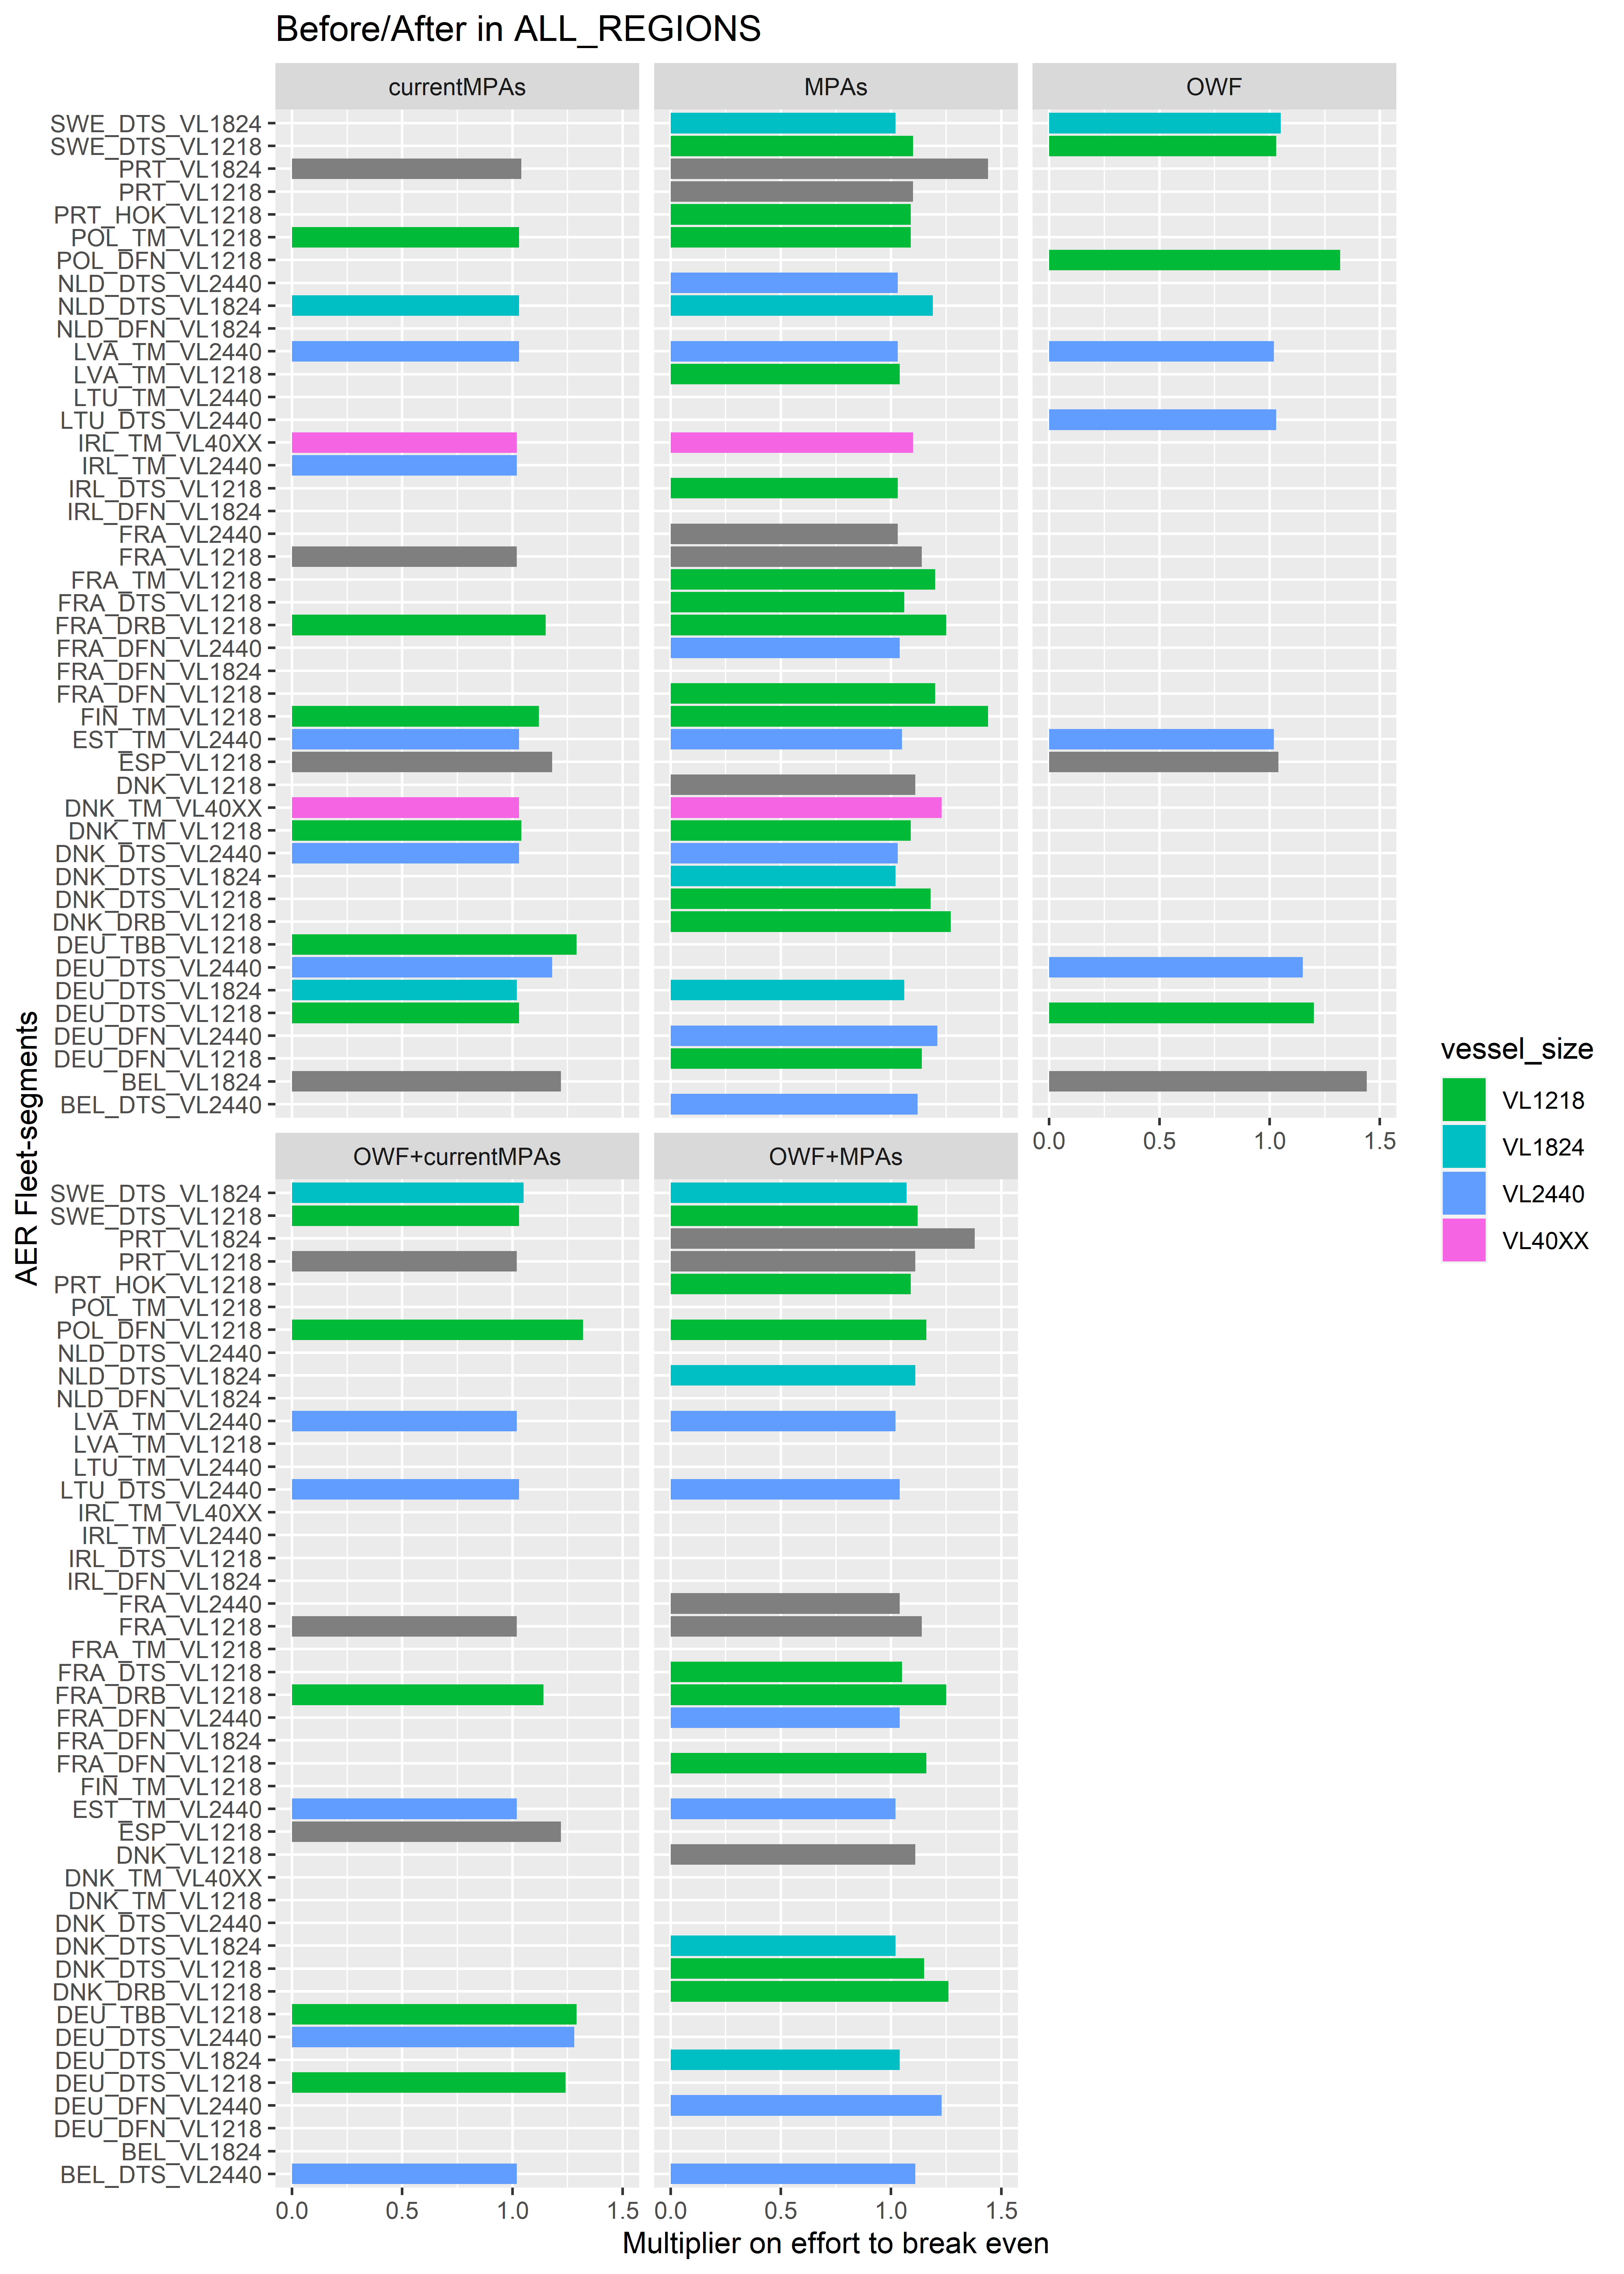 Before/After in ALL_REGIONS
currentMPAs
MPAs
OWF
SWE_DTS_VL1824
SWE_DTS_VL1218
PRT_VL1824
PRT_VL1218
PRT_HOK_VL1218
POL_TM_VL1218
POL_DFN_VL1218
NLD_DTS_VL2440
NLD_DTS_VL1824
NLD_DFN_VL1824
LVA_TM_VL2440
LVA_TM_VL1218
LTU_TM_VL2440
LTU_DTS_VL2440
IRL_TM_VL40XX
IRL_TM_VL2440
IRL_DTS_VL1218
IRL_DFN_VL1824
FRA_VL2440
FRA_VL1218
FRA_TM_VL1218
FRA_DTS_VL1218
FRA_DRB_VL1218
FRA_DFN_VL2440
FRA_DFN_VL1824
FRA_DFN_VL1218
FIN_TM_VL1218
EST_TM_VL2440
ESP_VL1218
DNK_VL1218
DNK_TM_VL40XX
DNK_TM_VL1218
DNK_DTS_VL2440
DNK_DTS_VL1824
DNK_DTS_VL1218
DNK_DRB_VL1218
DEU_TBB_VL1218
DEU_DTS_VL2440
DEU_DTS_VL1824
DEU_DTS_VL1218
DEU_DFN_VL2440
DEU_DFN_VL1218
BEL_VL1824
BEL_DTS_VL2440
0.0 0.5 1.0 1.5
OWF+currentMPAs
OWF+MPAs
SWE_DTS_VL1824
SWE_DTS_VL1218
PRT_VL1824
PRT_VL1218
PRT_HOK_VL1218
POL_TM_VL1218
POL_DFN_VL1218
NLD_DTS_VL2440
NLD_DTS_VL1824
NLD_DFN_VL1824
LVA_TM_VL2440
LVA_TM_VL1218
LTU_TM_VL2440
LTU_DTS_VL2440
IRL_TM_VL40XX
IRL_TM_VL2440
IRL_DTS_VL1218
IRL_DFN_VL1824
FRA_VL2440
FRA_VL1218
FRA_TM_VL1218
FRA_DTS_VL1218
FRA_DRB_VL1218
FRA_DFN_VL2440
FRA_DFN_VL1824
FRA_DFN_VL1218
FIN_TM_VL1218
EST_TM_VL2440
ESP_VL1218
DNK_VL1218
DNK_TM_VL40XX
DNK_TM_VL1218
DNK_DTS_VL2440
DNK_DTS_VL1824
DNK_DTS_VL1218
DNK_DRB_VL1218
DEU_TBB_VL1218
DEU_DTS_VL2440
DEU_DTS_VL1824
DEU_DTS_VL1218
DEU_DFN_VL2440
DEU_DFN_VL1218
BEL_VL1824
BEL_DTS_VL2440
0.0 0.5 1.0 1.5
0.0 0.5 1.0 1.5
Multiplier on effort to break even
AER Fleet-segments
vessel_size
VL1218
VL1824
VL2440
VL40XX